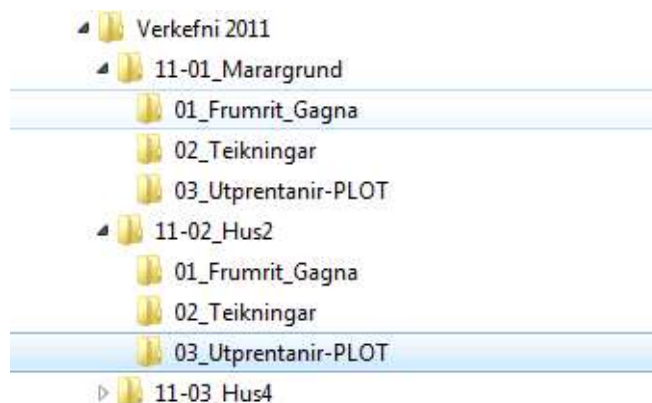 Verkefni 2011
11-01_Marargrund
01_Frumrit_Gagna
02_Teikningar
03_Utprentanir-PLOT
11-02_Hus2
01_Frumrit_Gagna
02_Teikningar
03_Utprentanir-PLOT
11-03_Hus4